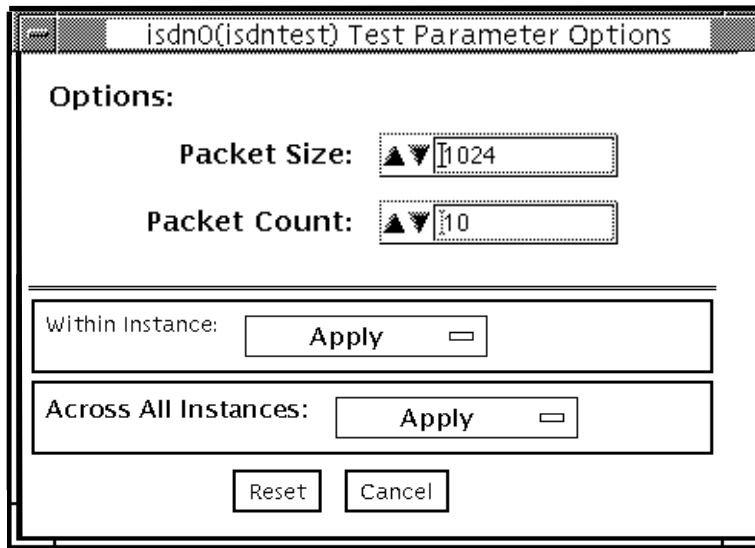 isdn0(isdntest) Test Parameter Options
Options:
Packet Size: 1024
Packet Count: 10
Within Instance: Apply
Across All Instances: Apply
Reset Cancel